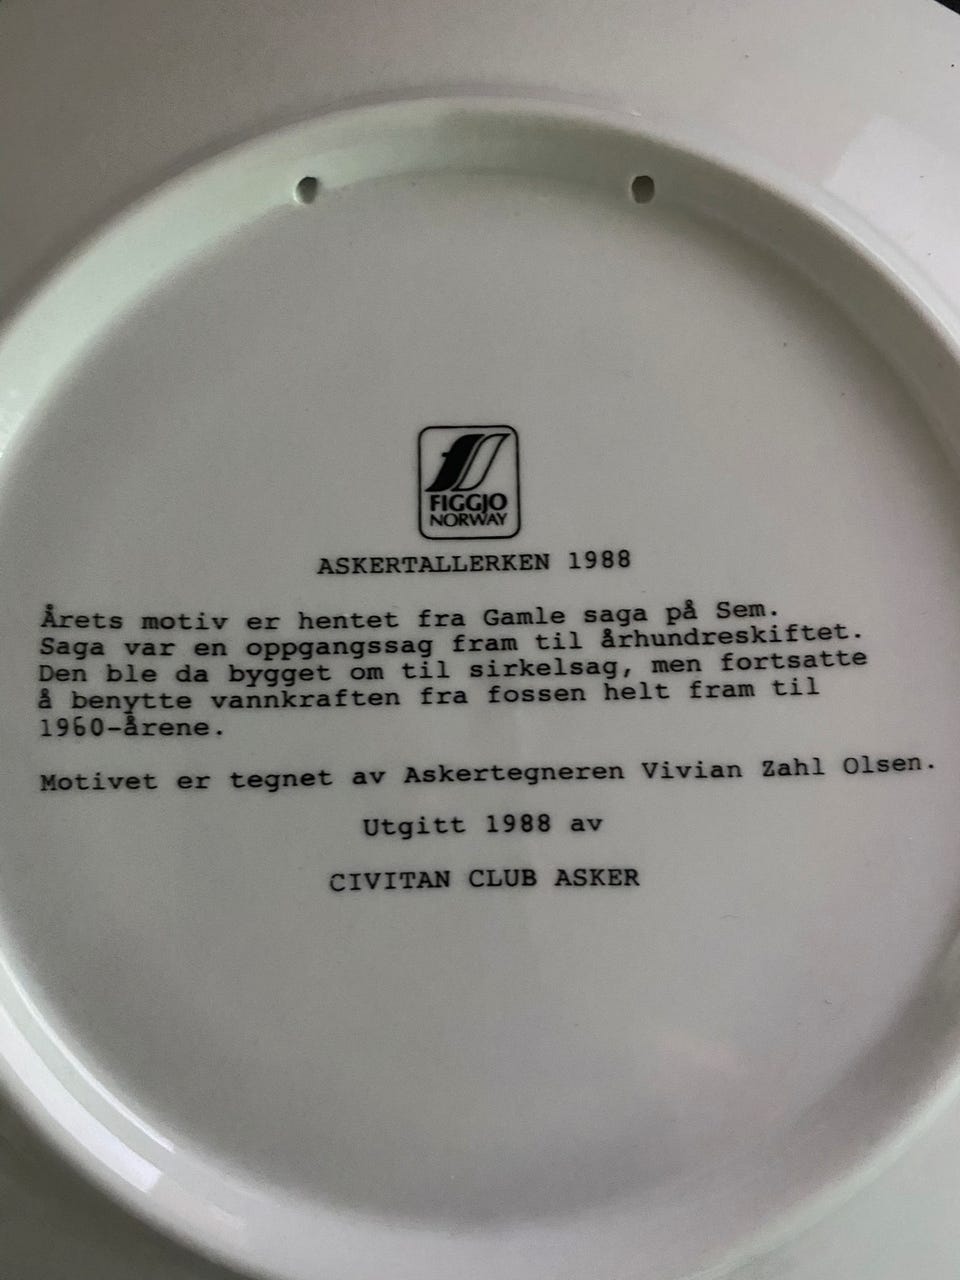 FIGGJO
NORWAY
ASKERTALLERKEN 1988
Årets motiv er hentet fra Gamle saga på Sem.
Saga var en oppgangssag fram til århundreskiftet.
Den ble da bygget om til sirkelsag, men fortsatte
å benytte vannkraften fra fossen helt fram til
1960-årene.
Motivet er tegnet av Askertegneren Vivian Zahl Olsen.
Utgitt 1988 av
CIVITAN CLUB ASKER